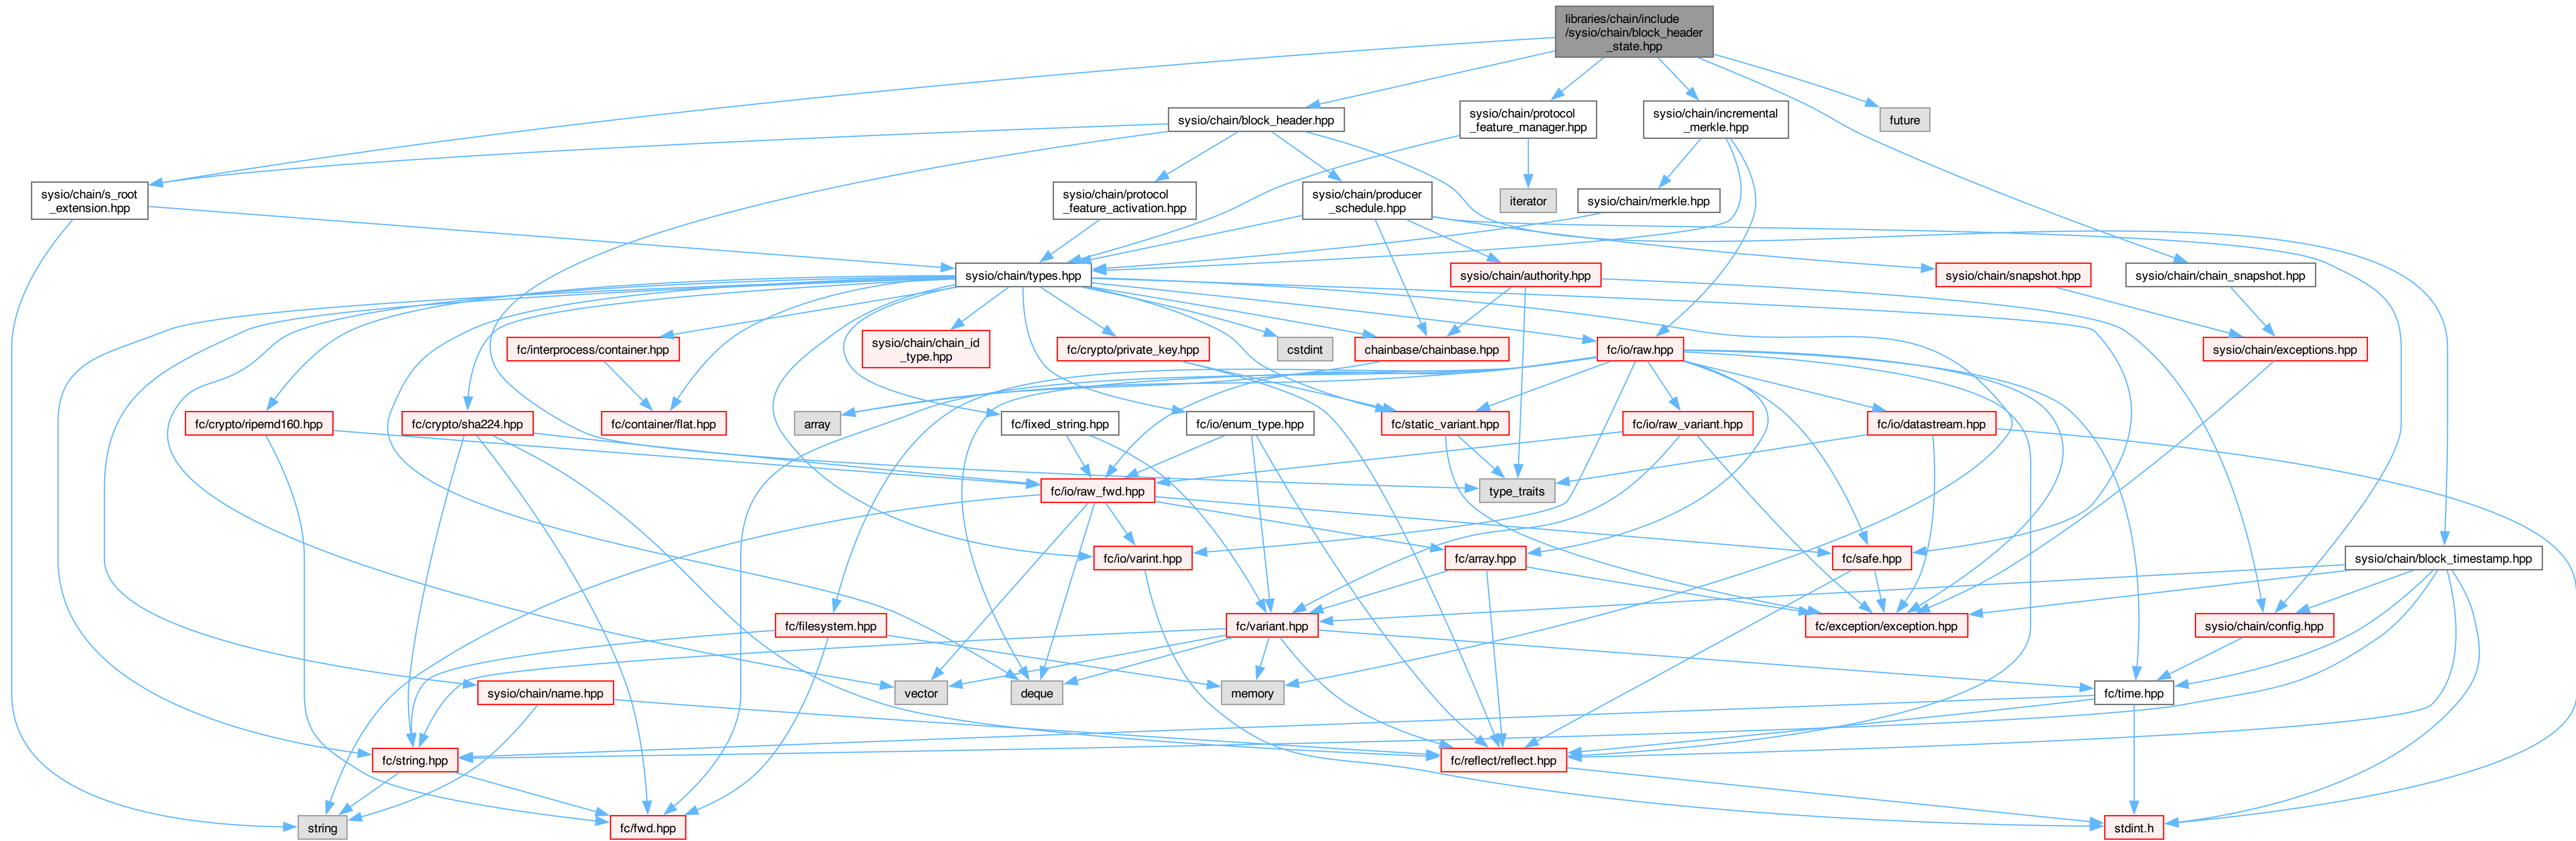 libraries/chain/include
/sysio/chain/block_header
_state.hpp
sysio/chain/block_header.hpp
sysio/chain/protocol
_feature_manager.hpp
sysio/chain/incremental
_merkle.hpp
future
sysio/chain/s_root
_extension.hpp
sysio/chain/protocol
_feature_activation.hpp
sysio/chain/producer
_schedule.hpp
iterator
sysio/chain/merkle.hpp
sysio/chain/types.hpp
sysio/chain/authority.hpp
sysio/chain/snapshot.hpp
sysio/chain/chain_snapshot.hpp
fc/interprocess/container.hpp
sysio/chain/chain_id
_type.hpp
fc/crypto/private_key.hpp
cstdint
chainbase/chainbase.hpp
fc/io/raw.hpp
sysio/chain/exceptions.hpp
fc/crypto/ripemd160.hpp
fc/crypto/sha224.hpp
fc/container/flat.hpp
array
fc/fixed_string.hpp
fc/io/enum_type.hpp
fc/static_variant.hpp
fc/io/raw_variant.hpp
fc/io/datastream.hpp
fc/io/raw_fwd.hpp
type_traits
fc/io/varint.hpp
fc/array.hpp
fc/safe.hpp
sysio/chain/block_timestamp.hpp
fc/filesystem.hpp
fc/variant.hpp
fc/exception/exception.hpp
sysio/chain/config.hpp
sysio/chain/name.hpp
vector
deque
memory
fc/time.hpp
fc/string.hpp
fc/reflect/reflect.hpp
string
fc/fwd.hpp
stdint.h